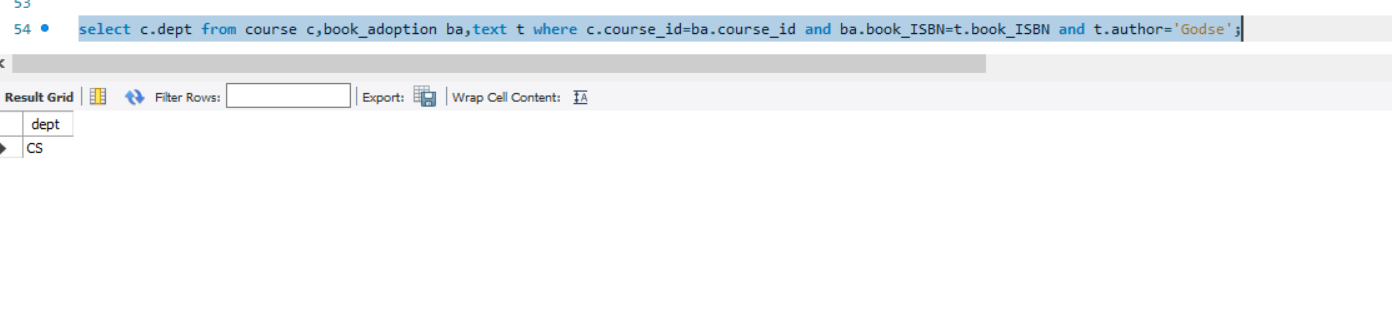 53
54 select c.dept from course c,book_adoption ba,text t where c.course_id=ba.course_id and ba.book_ISBN=t.book_ISBN and t.author='Godse';
Result Grid Filter Rows: Export: Wrap Cell Content: IA
dept
CS